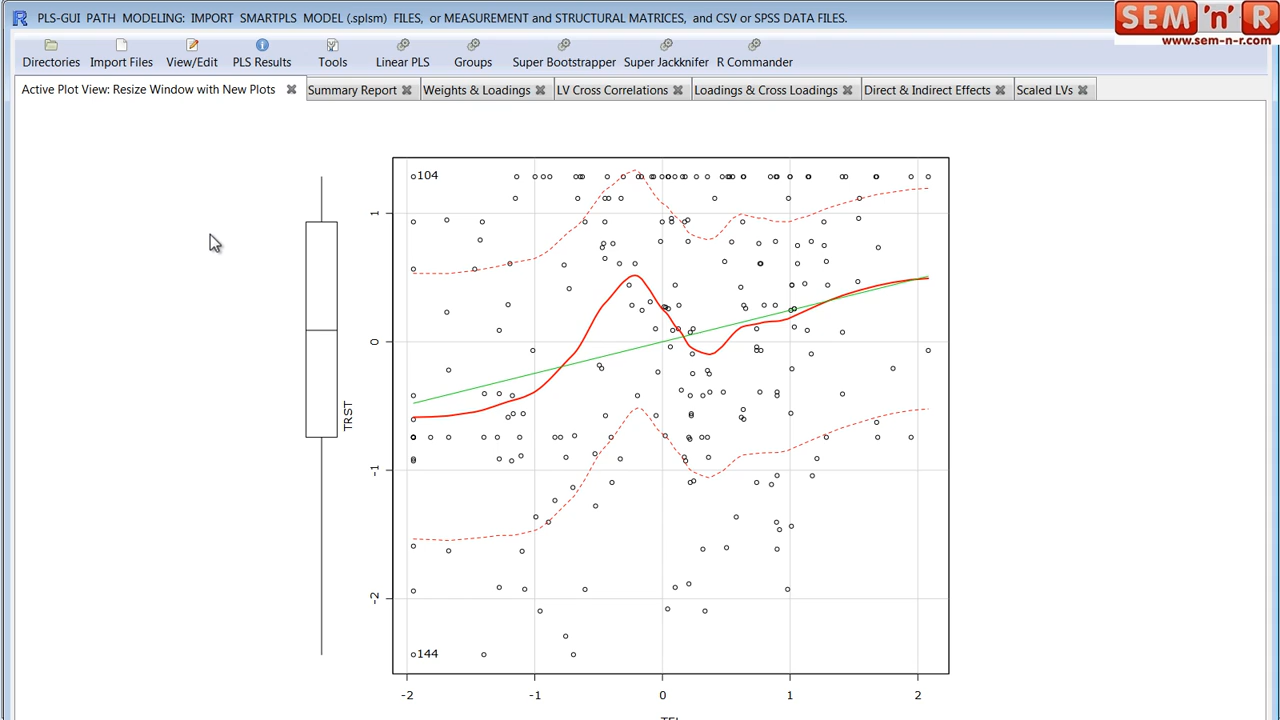 PLS-GUI PATH MODELING: IMPORT SMARTPLS MODEL (.splsm) FILES, or MEASUREMENT and STRUCTURAL MATRICES, and CSV or SPSS DATA FILES.
SEM 'n' R
www.sem-n-r.com
Directories Import Files View/Edit PLS Results Tools Linear PLS Groups Super Bootstrapper Super Jackknifer R Commander
Active Plot View: Resize Window with New Plots Summary Report Weights & Loadings LV Cross Correlations Loadings & Cross Loadings Direct & Indirect Effects Scaled LVs
104
1
0
TRST
-1
-2
144
-2 -1 0 1 2